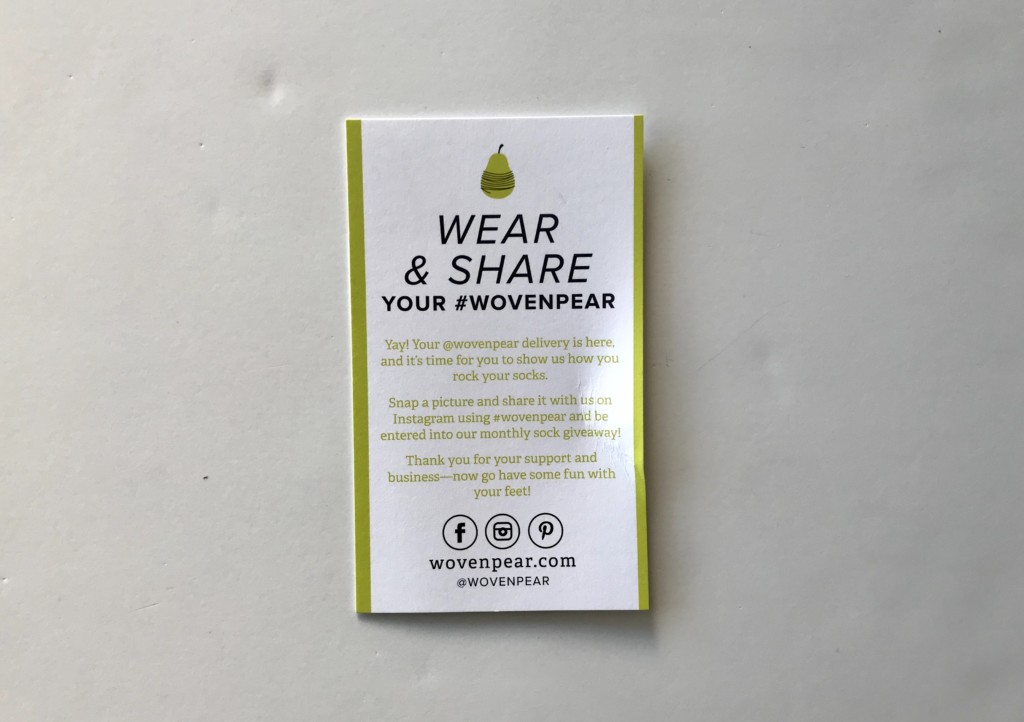 WEAR
& SHARE
YOUR #WOVENPEAR
Yay! Your @wovenpear delivery is here,
and it's time for you to show us how you
rock your socks.
Snap a picture and share it with us on
Instagram using #wovenpear and be
entered into our monthly sock giveaway!
Thank you for your support and
business—now go have some fun with
your feet!
wovenpear.com
@WOVENPEAR